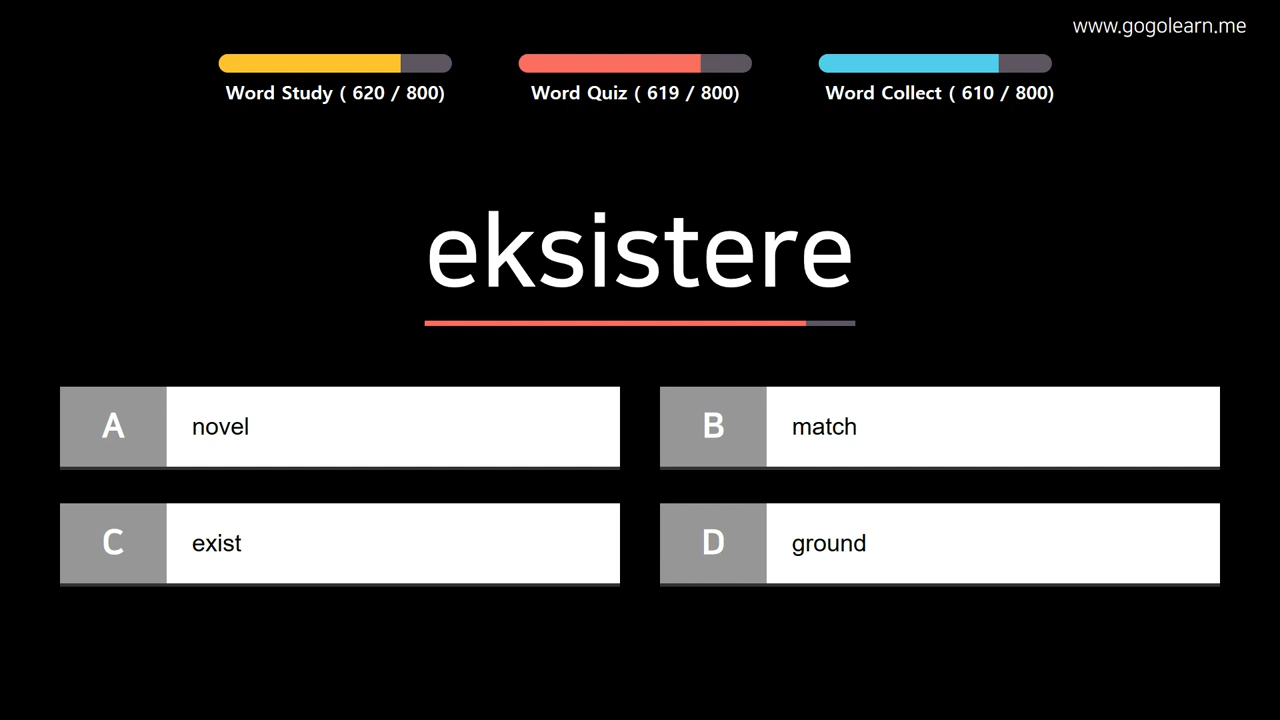 www.gogolearn.me
Word Study ( 620 / 800)
Word Quiz ( 619 / 800)
Word Collect ( 610 / 800)
eksistere
A novel
B match
C exist
D ground